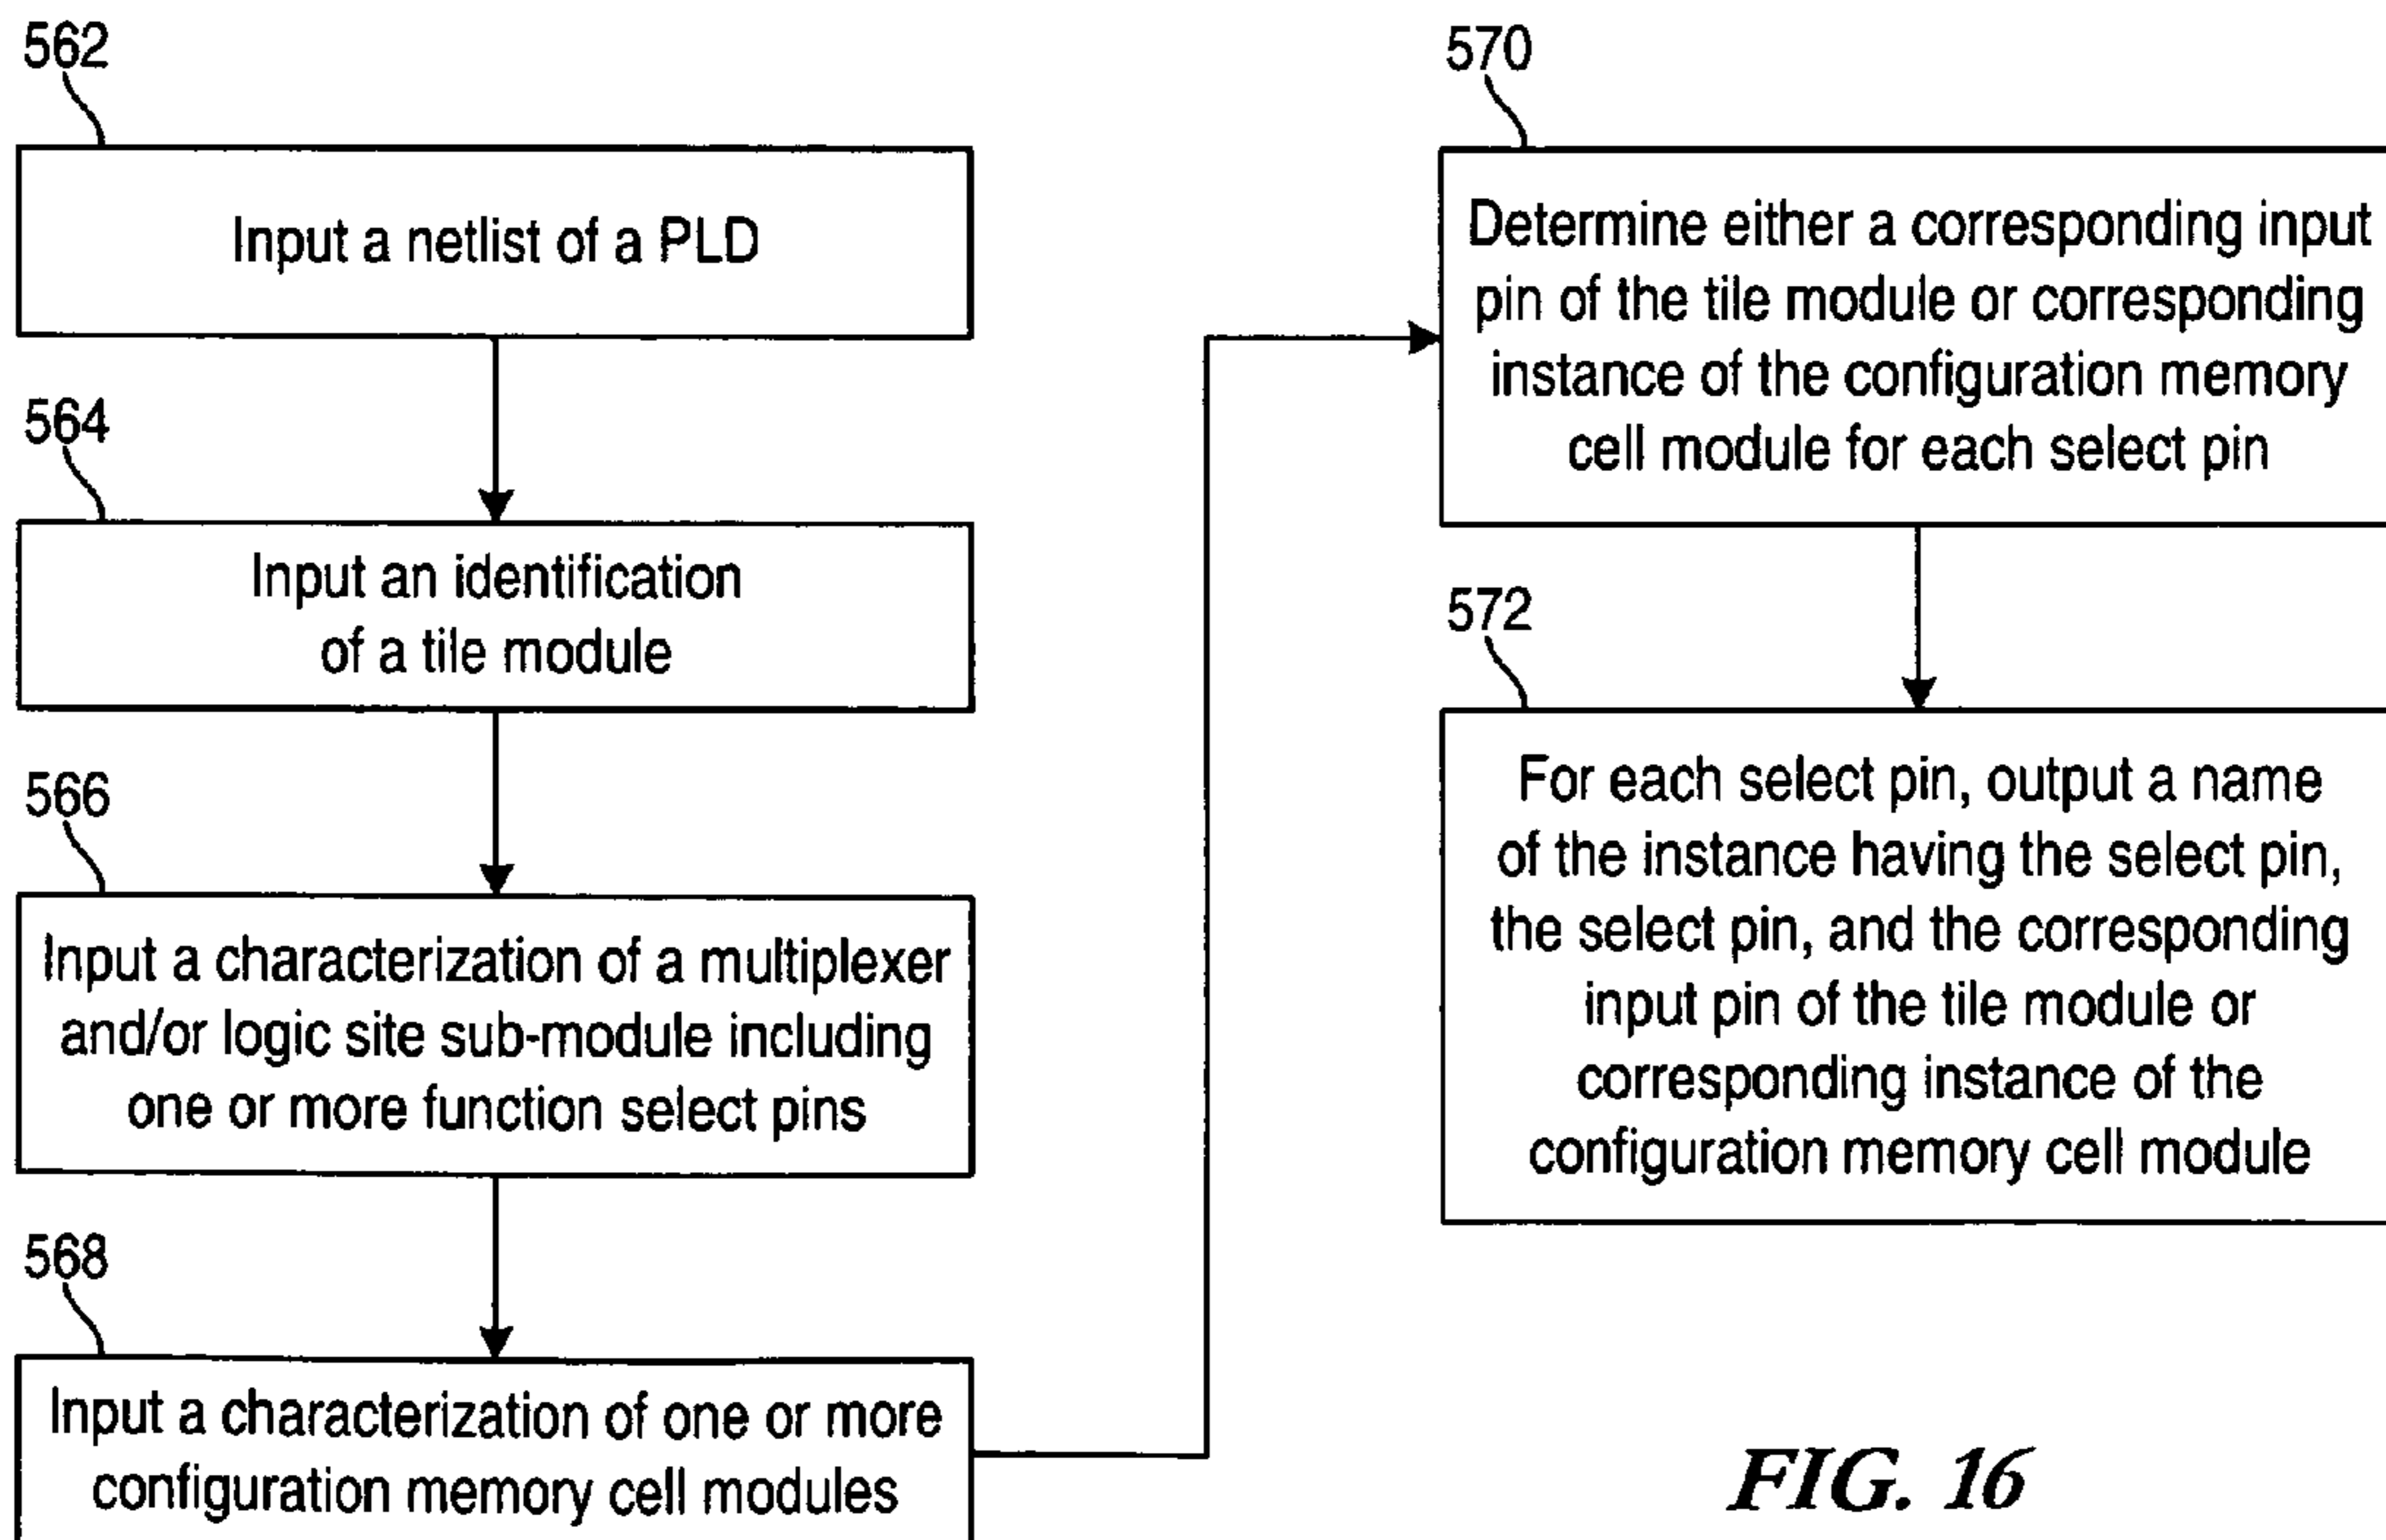 562
Input a netlist of a PLD
564
Input an identification
of a tile module
566
Input a characterization of a multiplexer
and/or logic site sub-module including
one or more function select pins
568
Input a characterization of one or more
configuration memory cell modules
570
Determine either a corresponding input
pin of the tile module or corresponding
instance of the configuration memory
cell module for each select pin
572
For each select pin, output a name
of the instance having the select pin,
the select pin, and the corresponding
input pin of the tile module or
corresponding instance of the
configuration memory cell module
FIG. 16